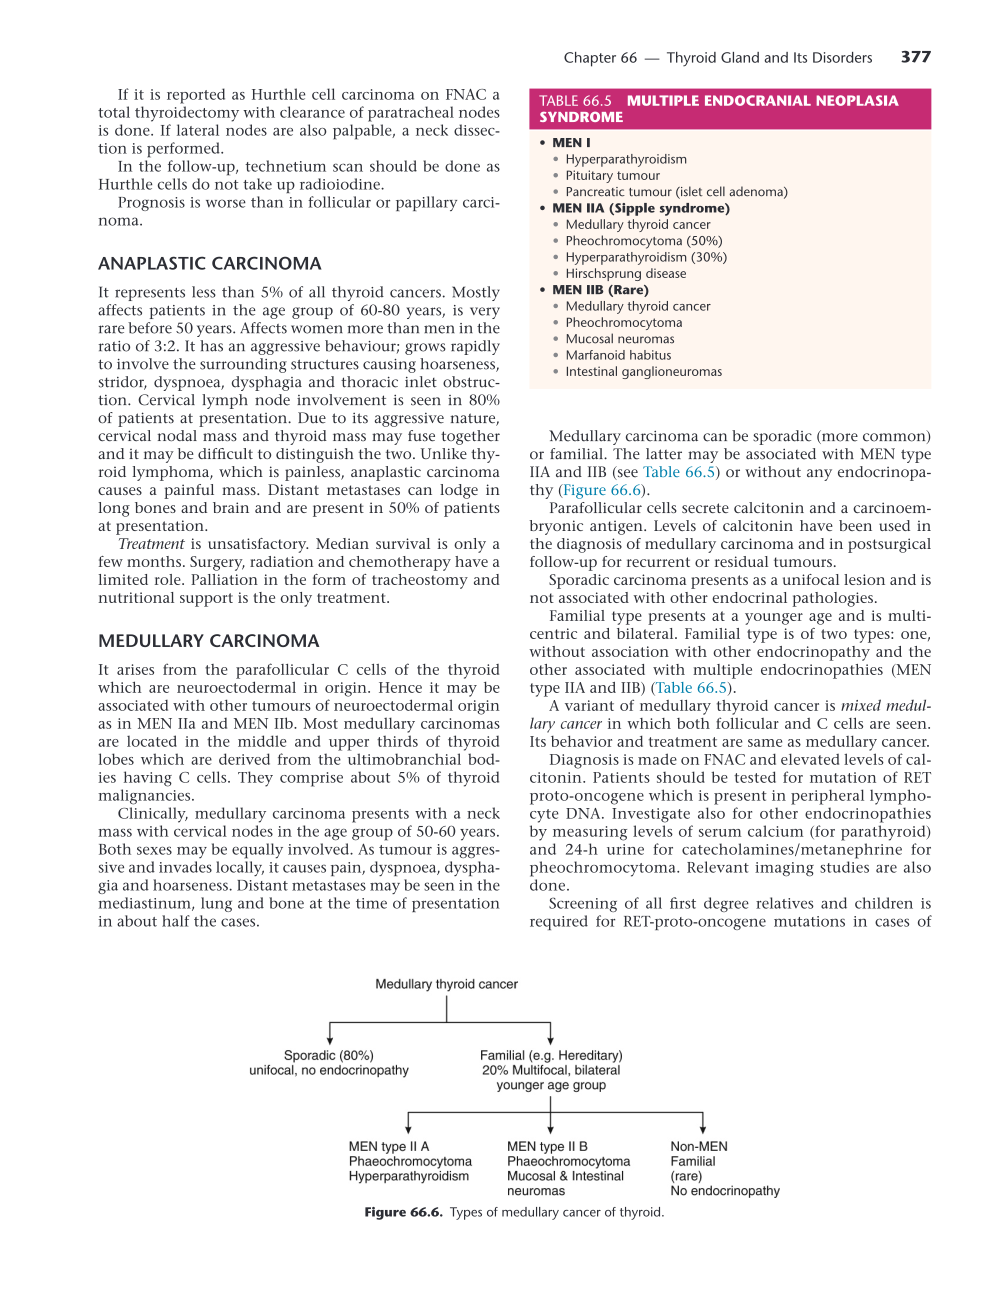 Chapter 66 — Thyroid Gland and Its Disorders 377
If it is reported as Hurthle cell carcinoma on FNAC a
total thyroidectomy with clearance of paratracheal nodes
is done. If lateral nodes are also palpable, a neck dissec-
tion is performed.
In the follow-up, technetium scan should be done as
Hurthle cells do not take up radioiodine.
Prognosis is worse than in follicular or papillary carci-
noma.
ANAPLASTIC CARCINOMA
It represents less than 5% of all thyroid cancers. Mostly
affects patients in the age group of 60-80 years, is very
rare before 50 years. Affects women more than men in the
ratio of 3:2. It has an aggressive behaviour; grows rapidly
to involve the surrounding structures causing hoarseness,
stridor, dyspnoea, dysphagia and thoracic inlet obstruc-
tion. Cervical lymph node involvement is seen in 80%
of patients at presentation. Due to its aggressive nature,
cervical nodal mass and thyroid mass may fuse together
and it may be difficult to distinguish the two. Unlike thy-
roid lymphoma, which is painless, anaplastic carcinoma
causes a painful mass. Distant metastases can lodge in
long bones and brain and are present in 50% of patients
at presentation.
Treatment is unsatisfactory. Median survival is only a
few months. Surgery, radiation and chemotherapy have a
limited role. Palliation in the form of tracheostomy and
nutritional support is the only treatment.
MEDULLARY CARCINOMA
It arises from the parafollicular C cells of the thyroid
which are neuroectodermal in origin. Hence it may be
associated with other tumours of neuroectodermal origin
as in MEN IIa and MEN IIb. Most medullary carcinomas
are located in the middle and upper thirds of thyroid
lobes which are derived from the ultimobranchial bod-
ies having C cells. They comprise about 5% of thyroid
malignancies.
Clinically, medullary carcinoma presents with a neck
mass with cervical nodes in the age group of 50-60 years.
Both sexes may be equally involved. As tumour is aggres-
sive and invades locally, it causes pain, dyspnoea, dyspha-
gia and hoarseness. Distant metastases may be seen in the
mediastinum, lung and bone at the time of presentation
in about half the cases.
TABLE 66.5 MULTIPLE ENDOCRANIAL NEOPLASIA
SYNDROME
• MEN I
• Hyperparathyroidism
• Pituitary tumour
• Pancreatic tumour (islet cell adenoma)
• MEN IIA (Sipple syndrome)
• Medullary thyroid cancer
• Pheochromocytoma (50%)
• Hyperparathyroidism (30%)
• Hirschsprung disease
• MEN IIB (Rare)
• Medullary thyroid cancer
• Pheochromocytoma
• Mucosal neuromas
• Marfanoid habitus
• Intestinal ganglioneuromas
Medullary carcinoma can be sporadic (more common)
or familial. The latter may be associated with MEN type
IIA and IIB (see Table 66.5) or without any endocrinopa-
thy (Figure 66.6).
Parafollicular cells secrete calcitonin and a carcinoem-
bryonic antigen. Levels of calcitonin have been used in
the diagnosis of medullary carcinoma and in postsurgical
follow-up for recurrent or residual tumours.
Sporadic carcinoma presents as a unifocal lesion and is
not associated with other endocrinal pathologies.
Familial type presents at a younger age and is multi-
centric and bilateral. Familial type is of two types: one,
without association with other endocrinopathy and the
other associated with multiple endocrinopathies (MEN
type IIA and IIB) (Table 66.5).
A variant of medullary thyroid cancer is mixed medul-
lary cancer in which both follicular and C cells are seen.
Its behavior and treatment are same as medullary cancer.
Diagnosis is made on FNAC and elevated levels of cal-
citonin. Patients should be tested for mutation of RET
proto-oncogene which is present in peripheral lympho-
cyte DNA. Investigate also for other endocrinopathies
by measuring levels of serum calcium (for parathyroid)
and 24-h urine for catecholamines/metanephrine for
pheochromocytoma. Relevant imaging studies are also
done.
Screening of all first degree relatives and children is
required for RET-proto-oncogene mutations in cases of
Medullary thyroid cancer
Sporadic (80%)
unifocal, no endocrinopathy
Familial (e.g. Hereditary)
20% Multifocal, bilateral
younger age group
MEN type II A
Phaeochromocytoma
Hyperparathyroidism
MEN type II B
Phaeochromocytoma
Mucosal & Intestinal
neuromas
Non-MEN
Familial
(rare)
No endocrinopathy
Figure 66.6. Types of medullary cancer of thyroid.